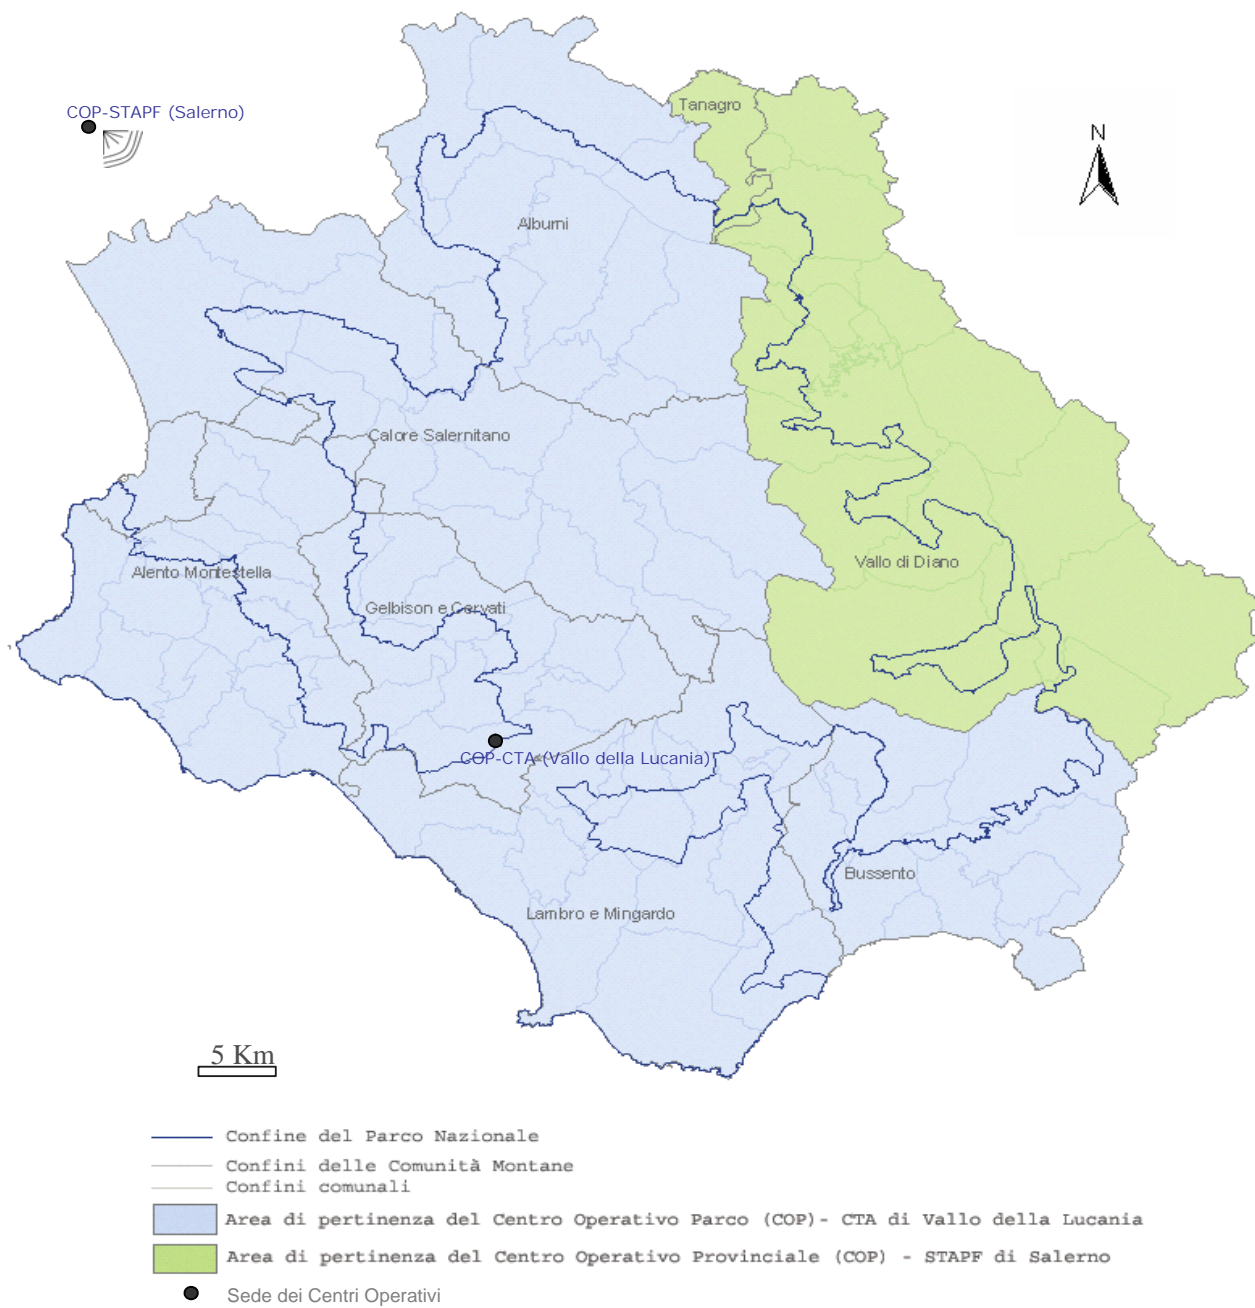 Tanagro
COP-STAPF (Salerno)
N
Alburni
Calore Salernitano
Vallo di Diano
Alento Montestella
Gelbison e Cervati
COP-CTA (Vallo della Lucania)
Bussento
Lambro e Mingardo
5 Km
Confine del Parco Nazionale
Confini delle Comunità Montane
Confini comunali
Area di pertinenza del Centro Operativo Parco (COP)- CTA di Vallo della Lucania
Area di pertinenza del Centro Operativo Provinciale (COP) - STAPF di Salerno
Sede dei Centri Operativi